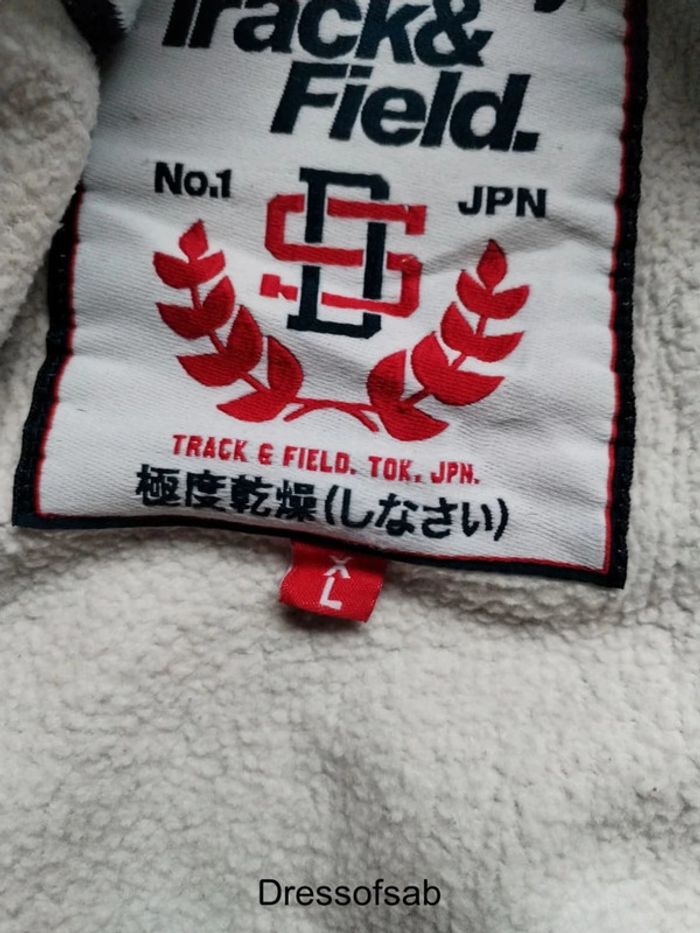 Track&
Field.
No.1
SD
JPN
TRACK & FIELD. TOK. JPN.
極度乾燥(しなさい)
XL
Dressofsab